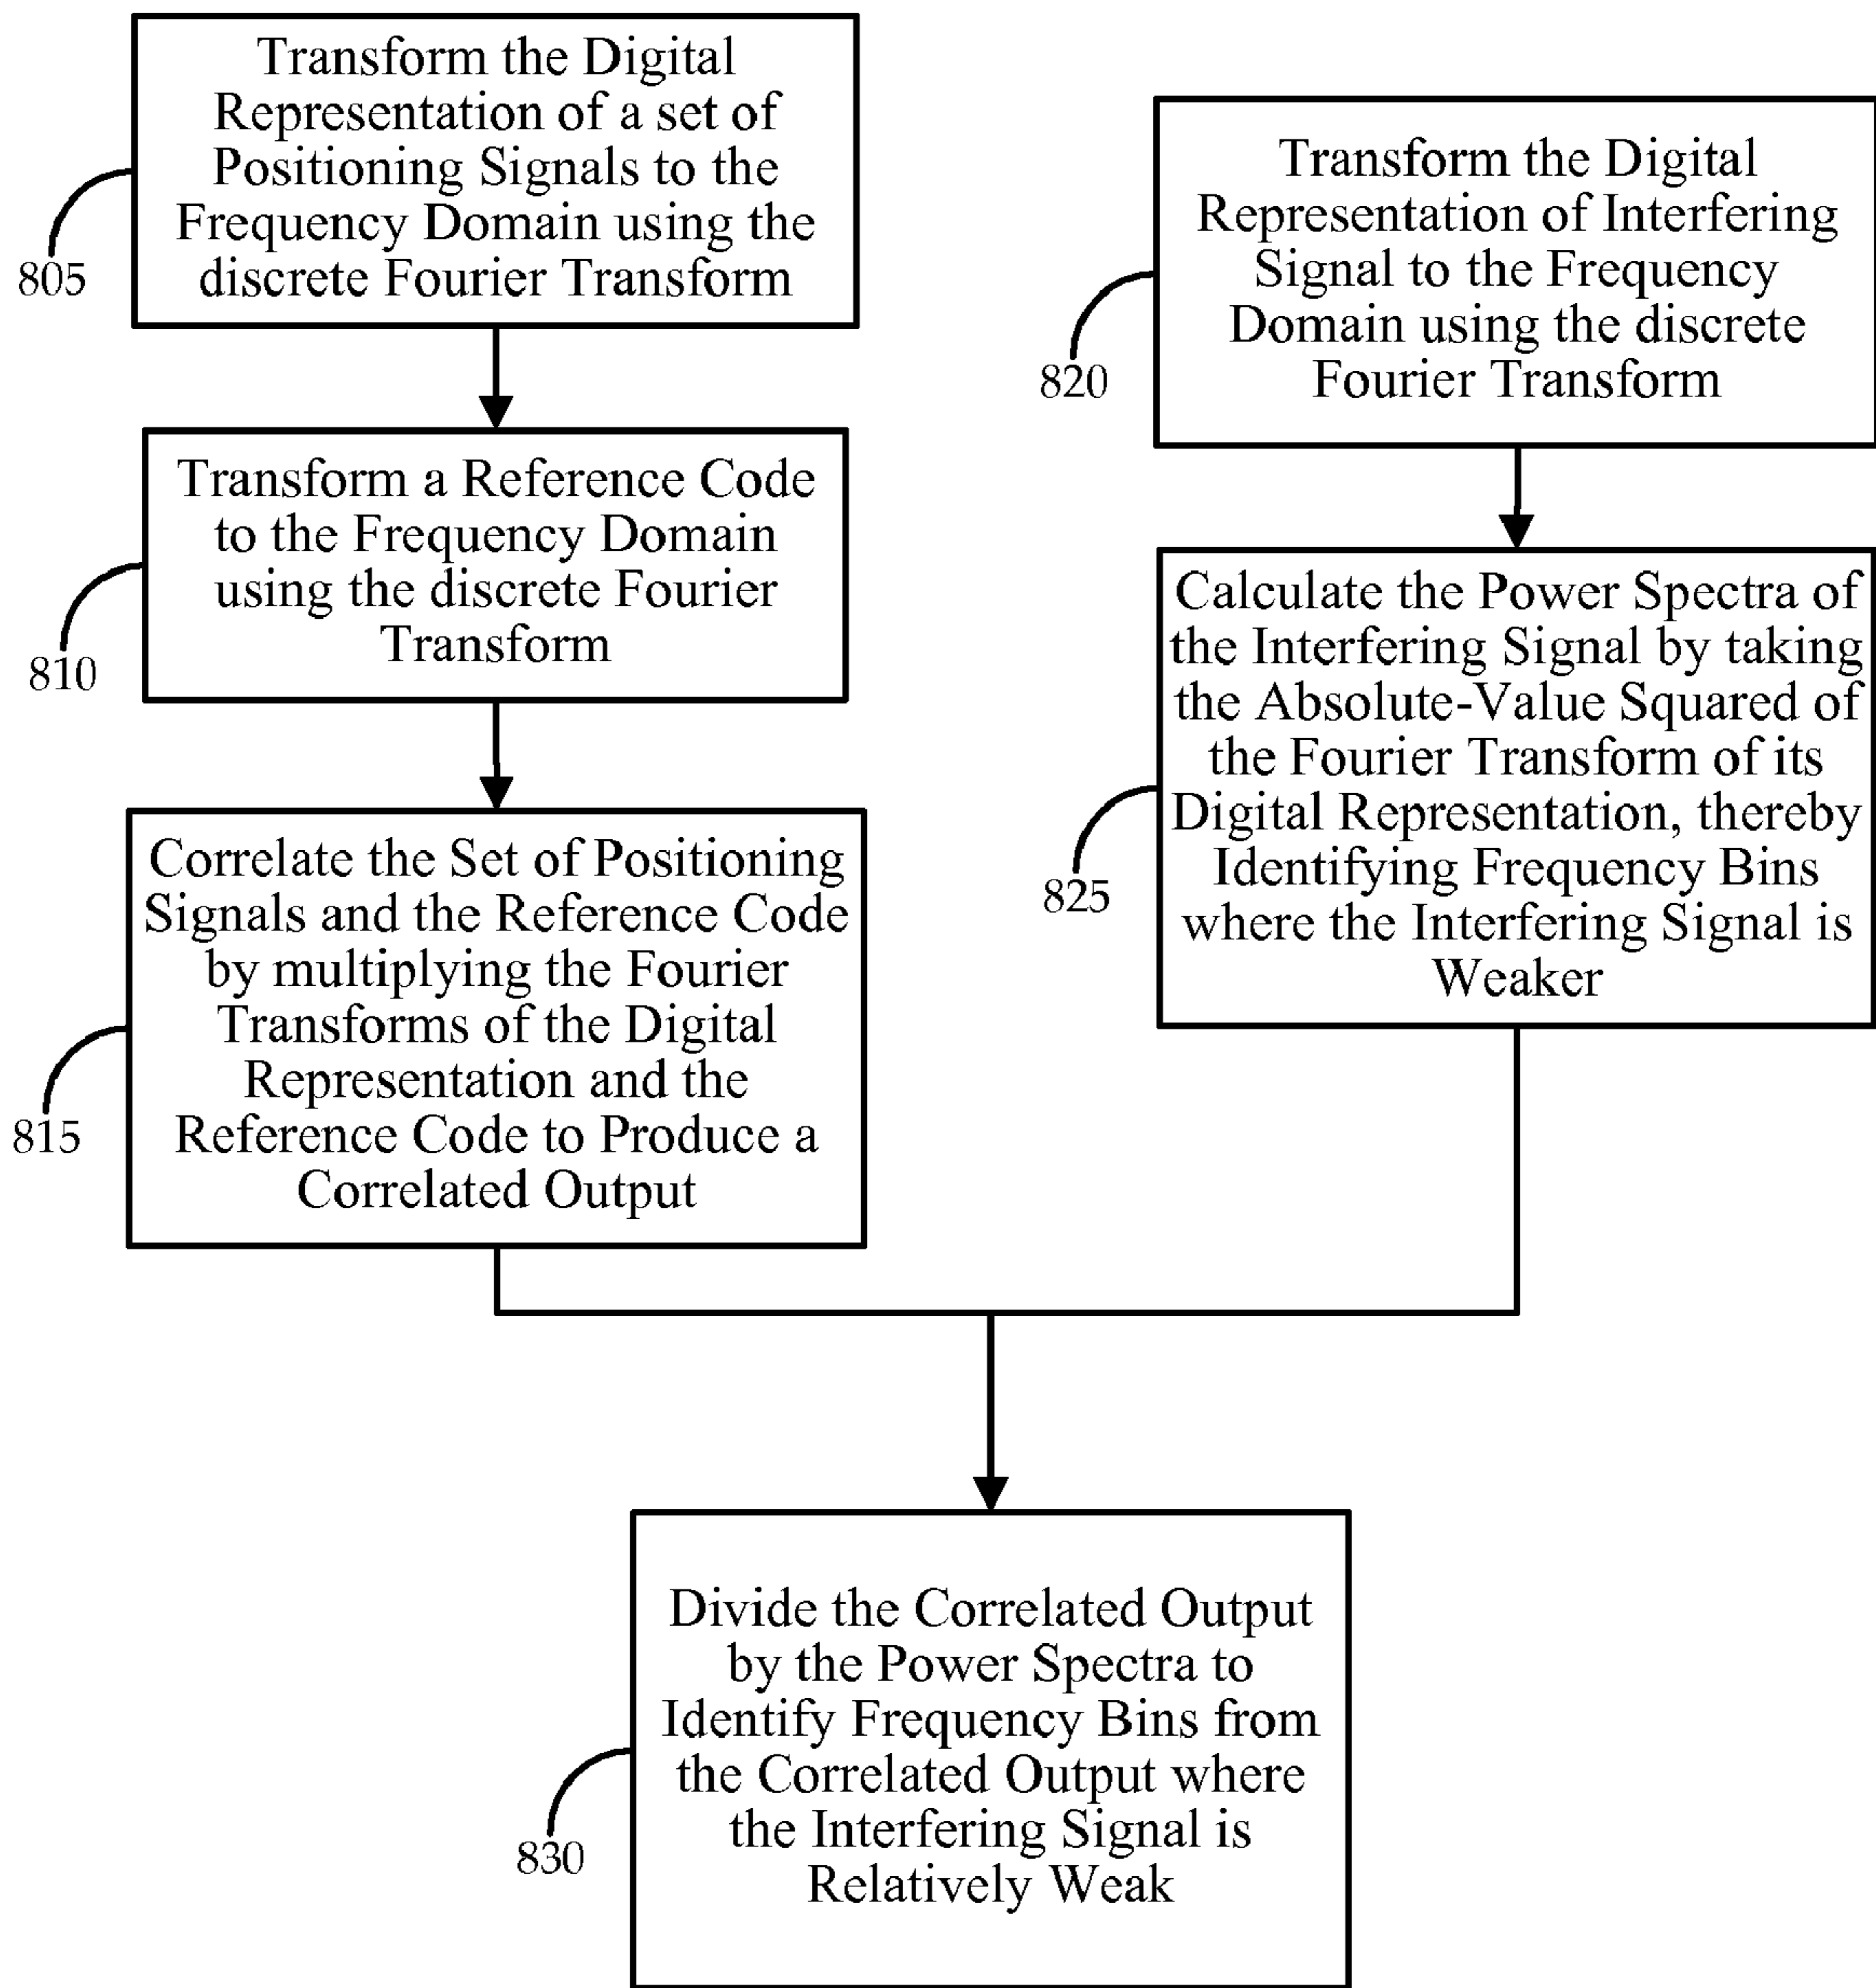 Transform the Digital
Representation of a set of
Positioning Signals to the
Frequency Domain using the
discrete Fourier Transform
805
Transform a Reference Code
to the Frequency Domain
using the discrete Fourier
Transform
810
Correlate the Set of Positioning
Signals and the Reference Code
by multiplying the Fourier
Transforms of the Digital
Representation and the
Reference Code to Produce a
Correlated Output
815
Transform the Digital
Representation of Interfering
Signal to the Frequency
Domain using the discrete
Fourier Transform
820
Calculate the Power Spectra of
the Interfering Signal by taking
the Absolute-Value Squared of
the Fourier Transform of its
Digital Representation, thereby
Identifying Frequency Bins
where the Interfering Signal is
Weaker
825
Divide the Correlated Output
by the Power Spectra to
Identify Frequency Bins from
the Correlated Output where
the Interfering Signal is
Relatively Weak
830